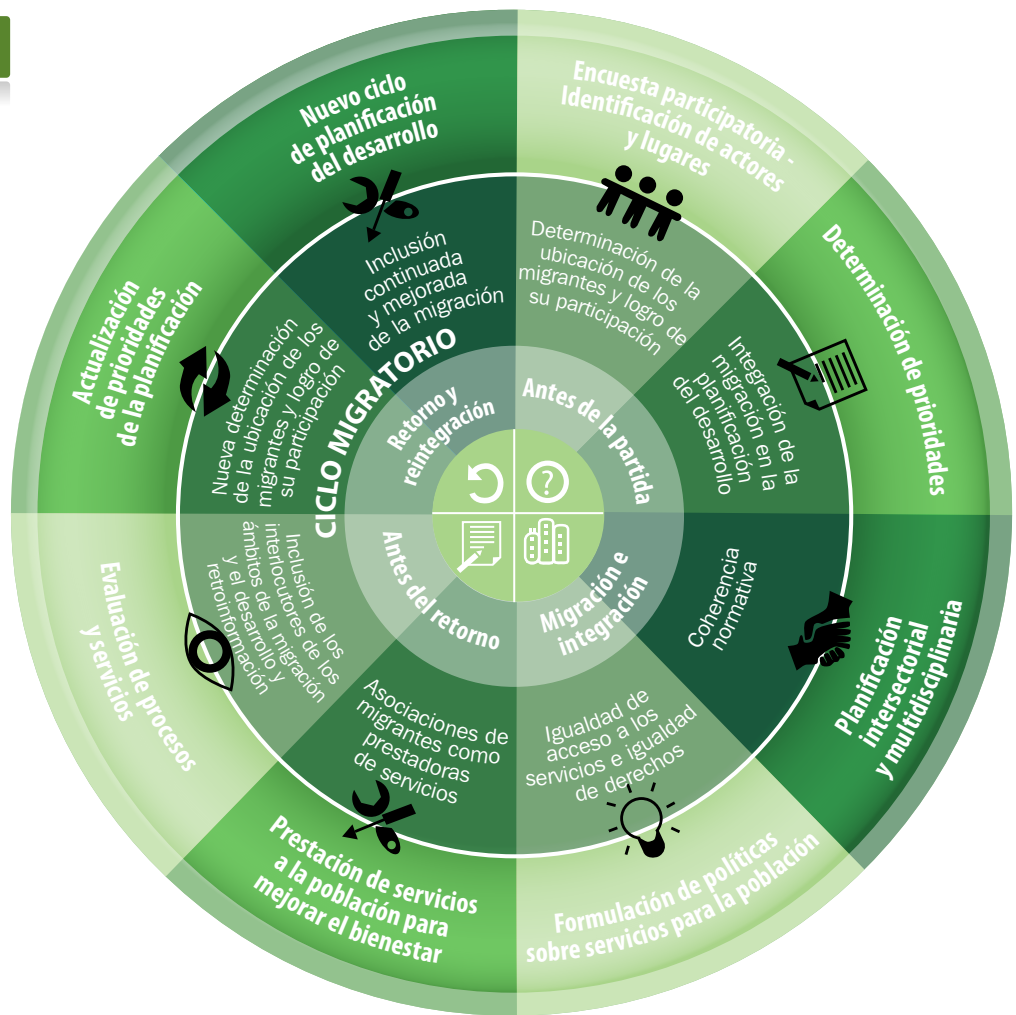 Nuevo ciclo
de planificación
del desarrollo
Encuesta participatoria -
Identificación de actores
y lugares
Determinación de prioridades
Planificación
intersectorial
y multidisciplinaria
Formulación de políticas
sobre servicios para la población
Prestación de servicios
a la población para
mejorar el bienestar
Evaluación de procesos
y servicios
Actualización
de prioridades
de la planificación
Inclusión
continuada
y mejorada
de la migración
Determinación de la
ubicación de los
migrantes y logro de
su participación
Integración de la
migración en la
planificación
del desarrollo
Coherencia
normativa
Igualdad de
acceso a los
servicios e igualdad
de derechos
Asociaciones de
migrantes como
prestadoras
de servicios
Inclusión de los
interlocutores de los
ámbitos de la migración
y el desarrollo y
retroinformación
Nueva determinación
de la ubicación de los
migrantes y logro de
su participación
CICLO MIGRATORIO
Retorno y
reintegración
Antes de la partida
Migración e
integración
Antes del retorno
?